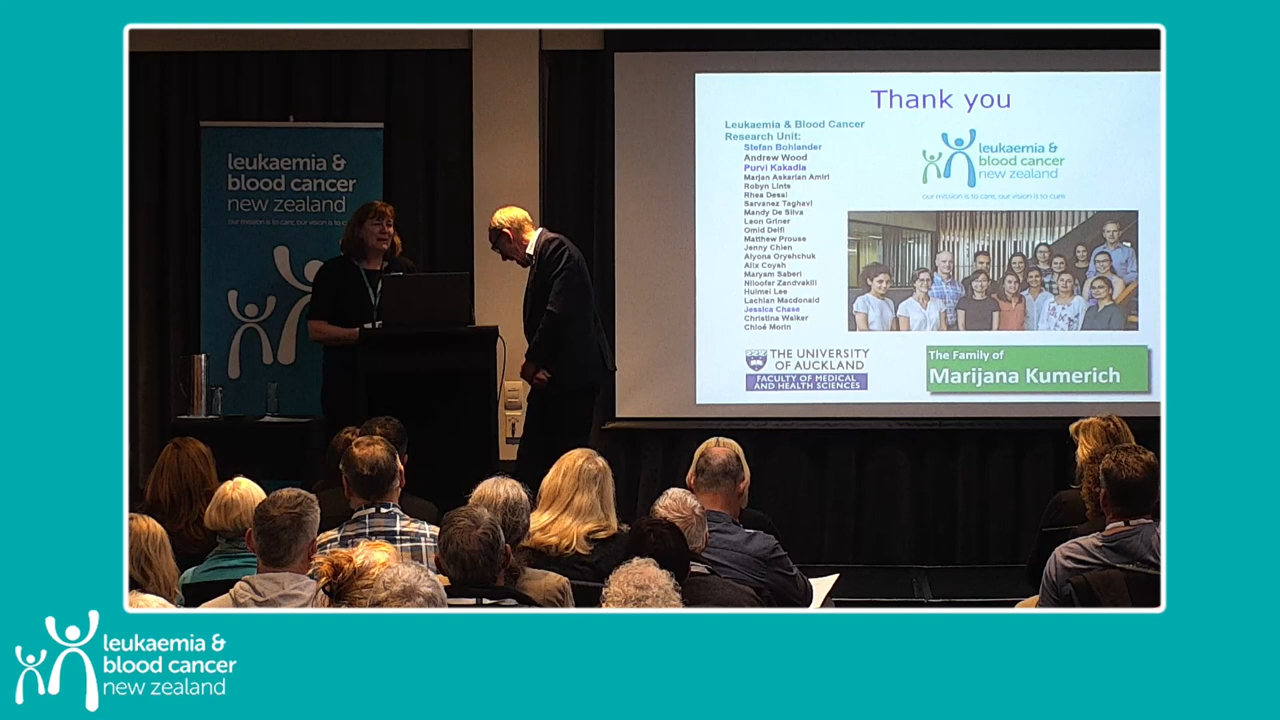 leukaemia &
blood cancer
new zealand
our mission is to care, our vision is to c
Thank you
Leukaemia & Blood Cancer
Research Unit:
Stefan Bohlander
Andrew Wood
Purvi Kakadia
Marjan Askarian Amiri
Robyn Lints
Rhea Desai
Sarvanaz Taghavi
Mandy De Silva
Leon Griner
Omid Delfi
Matthew Prouse
Jenny Chien
Alyona Oryshchuk
Alix Coysh
Maryam Saberi
Niloofar Zandvakili
Huimei Lee
Lachlan Macdonald
Jessica Chase
Christina Walker
Chloé Morin
leukaemia &
blood cancer
new zealand
our mission is to care, our vision is to cure
THE UNIVERSITY
OF AUCKLAND
FACULTY OF MEDICAL
AND HEALTH SCIENCES
The Family of
Marijana Kumerich
leukaemia &
blood cancer
new zealand